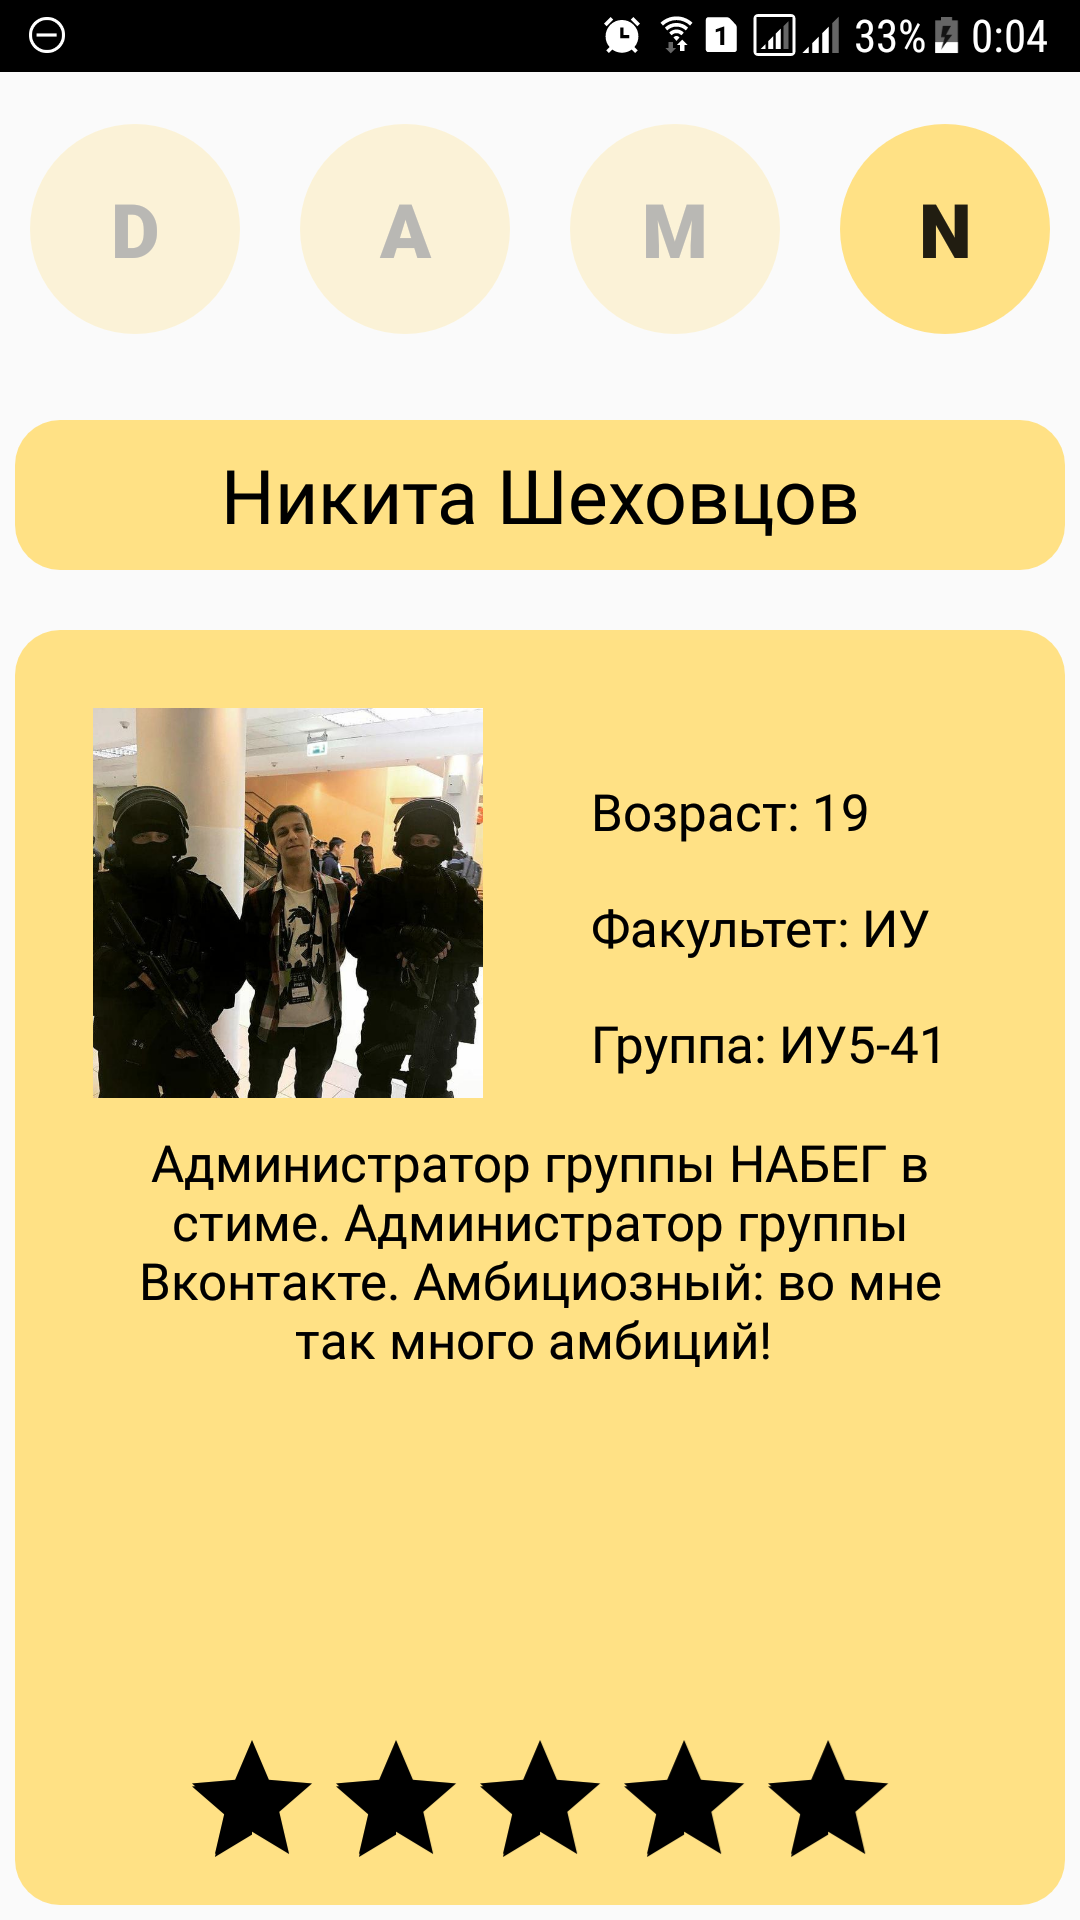 1 33% 0:04
D A M N
Никита Шеховцов
Возраст: 19
Факультет: ИУ
Группа: ИУ5-41
Администратор группы НАБЕГ в
стиме. Администратор группы
Вконтакте. Амбициозный: во мне
так много амбиций!